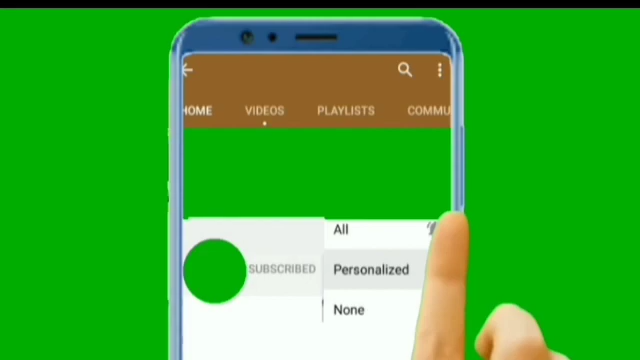 HOME VIDEOS PLAYLISTS COMMU
All
SUBSCRIBED Personalized
None